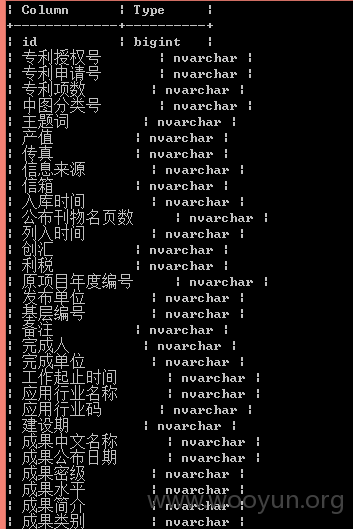 | Column | Type |
+-------------+----------+
| id | bigint |
| 专利授权号 | nvarchar |
| 专利申请号 | nvarchar |
| 专利项数 | nvarchar |
| 中图分类号 | nvarchar |
| 主题词 | nvarchar |
| 产值 | nvarchar |
| 传真 | nvarchar |
| 信息来源 | nvarchar |
| 信箱 | nvarchar |
| 入库时间 | nvarchar |
| 公布刊物名页数 | nvarchar |
| 列入时间 | nvarchar |
| 创汇 | nvarchar |
| 利税 | nvarchar |
| 原项目年度编号 | nvarchar |
| 发布单位 | nvarchar |
| 基层编号 | nvarchar |
| 备注 | nvarchar |
| 完成人 | nvarchar |
| 完成单位 | nvarchar |
| 工作起止时间 | nvarchar |
| 应用行业名称 | nvarchar |
| 应用行业码 | nvarchar |
| 建设期 | nvarchar |
| 成果中文名称 | nvarchar |
| 成果公布日期 | nvarchar |
| 成果密级 | nvarchar |
| 成果水平 | nvarchar |
| 成果简介 | nvarchar |
| 成果类别 | nvarchar |
www.wooyun.org